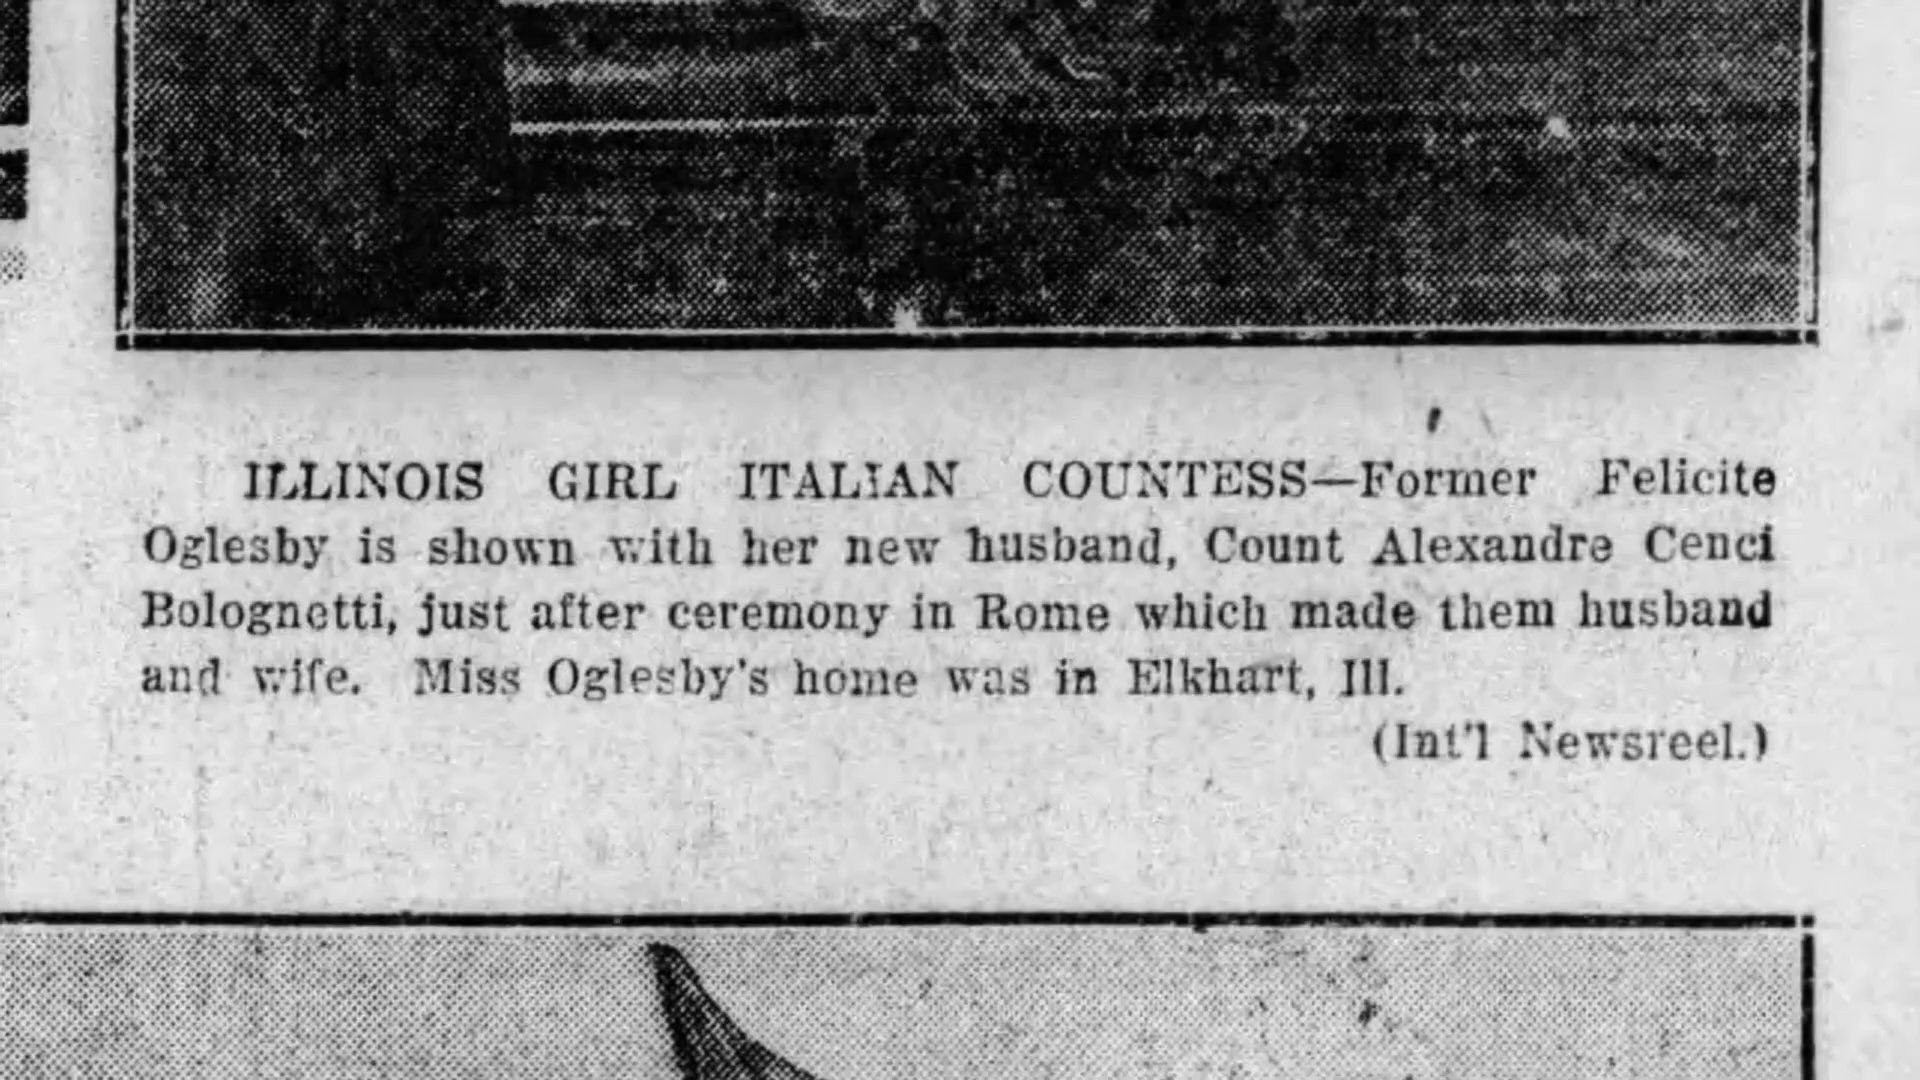 ILLINOIS GIRL ITALIAN COUNTESS—Former Felicite
Oglesby is shown with her new husband, Count Alexandre Cenci
Bolognetti, just after ceremony in Rome which made them husband
and wife. Miss Oglesby's home was in Elkhart, Ill.
(Int'l Newsreel.)